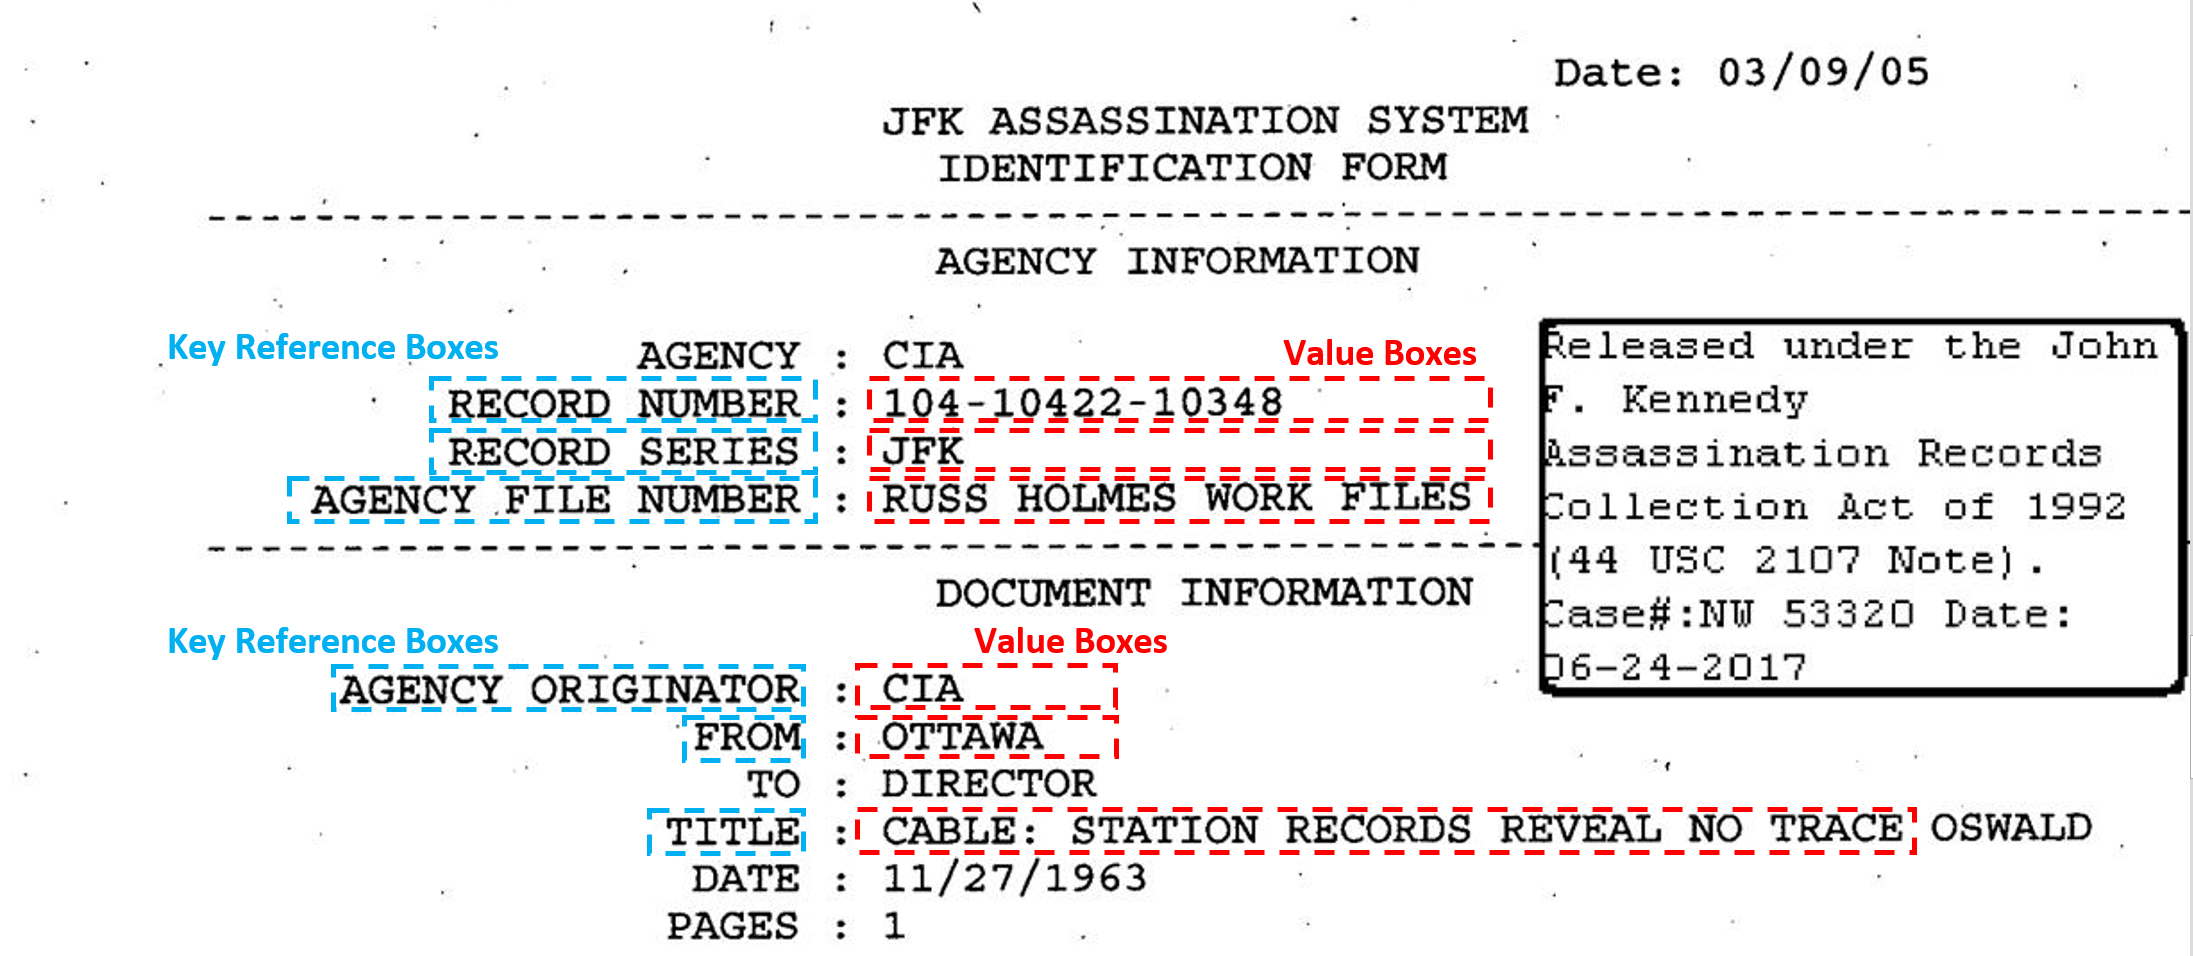 Date: 03/09/05
JFK ASSASSINATION SYSTEM
IDENTIFICATION FORM
AGENCY INFORMATION
Key Reference Boxes
Value Boxes
AGENCY : CIA
RECORD NUMBER : 104-10422-10348
RECORD SERIES : JFK
AGENCY FILE NUMBER : RUSS HOLMES WORK FILES
Released under the John
F. Kennedy
Assassination Records
Collection Act of 1992
(44 USC 2107 Note).
Case#:NW 53320 Date:
06-24-2017
DOCUMENT INFORMATION
Key Reference Boxes
Value Boxes
AGENCY ORIGINATOR : CIA
FROM : OTTAWA
TO : DIRECTOR
TITLE : CABLE: STATION RECORDS REVEAL NO TRACE OSWALD
DATE : 11/27/1963
PAGES : 1